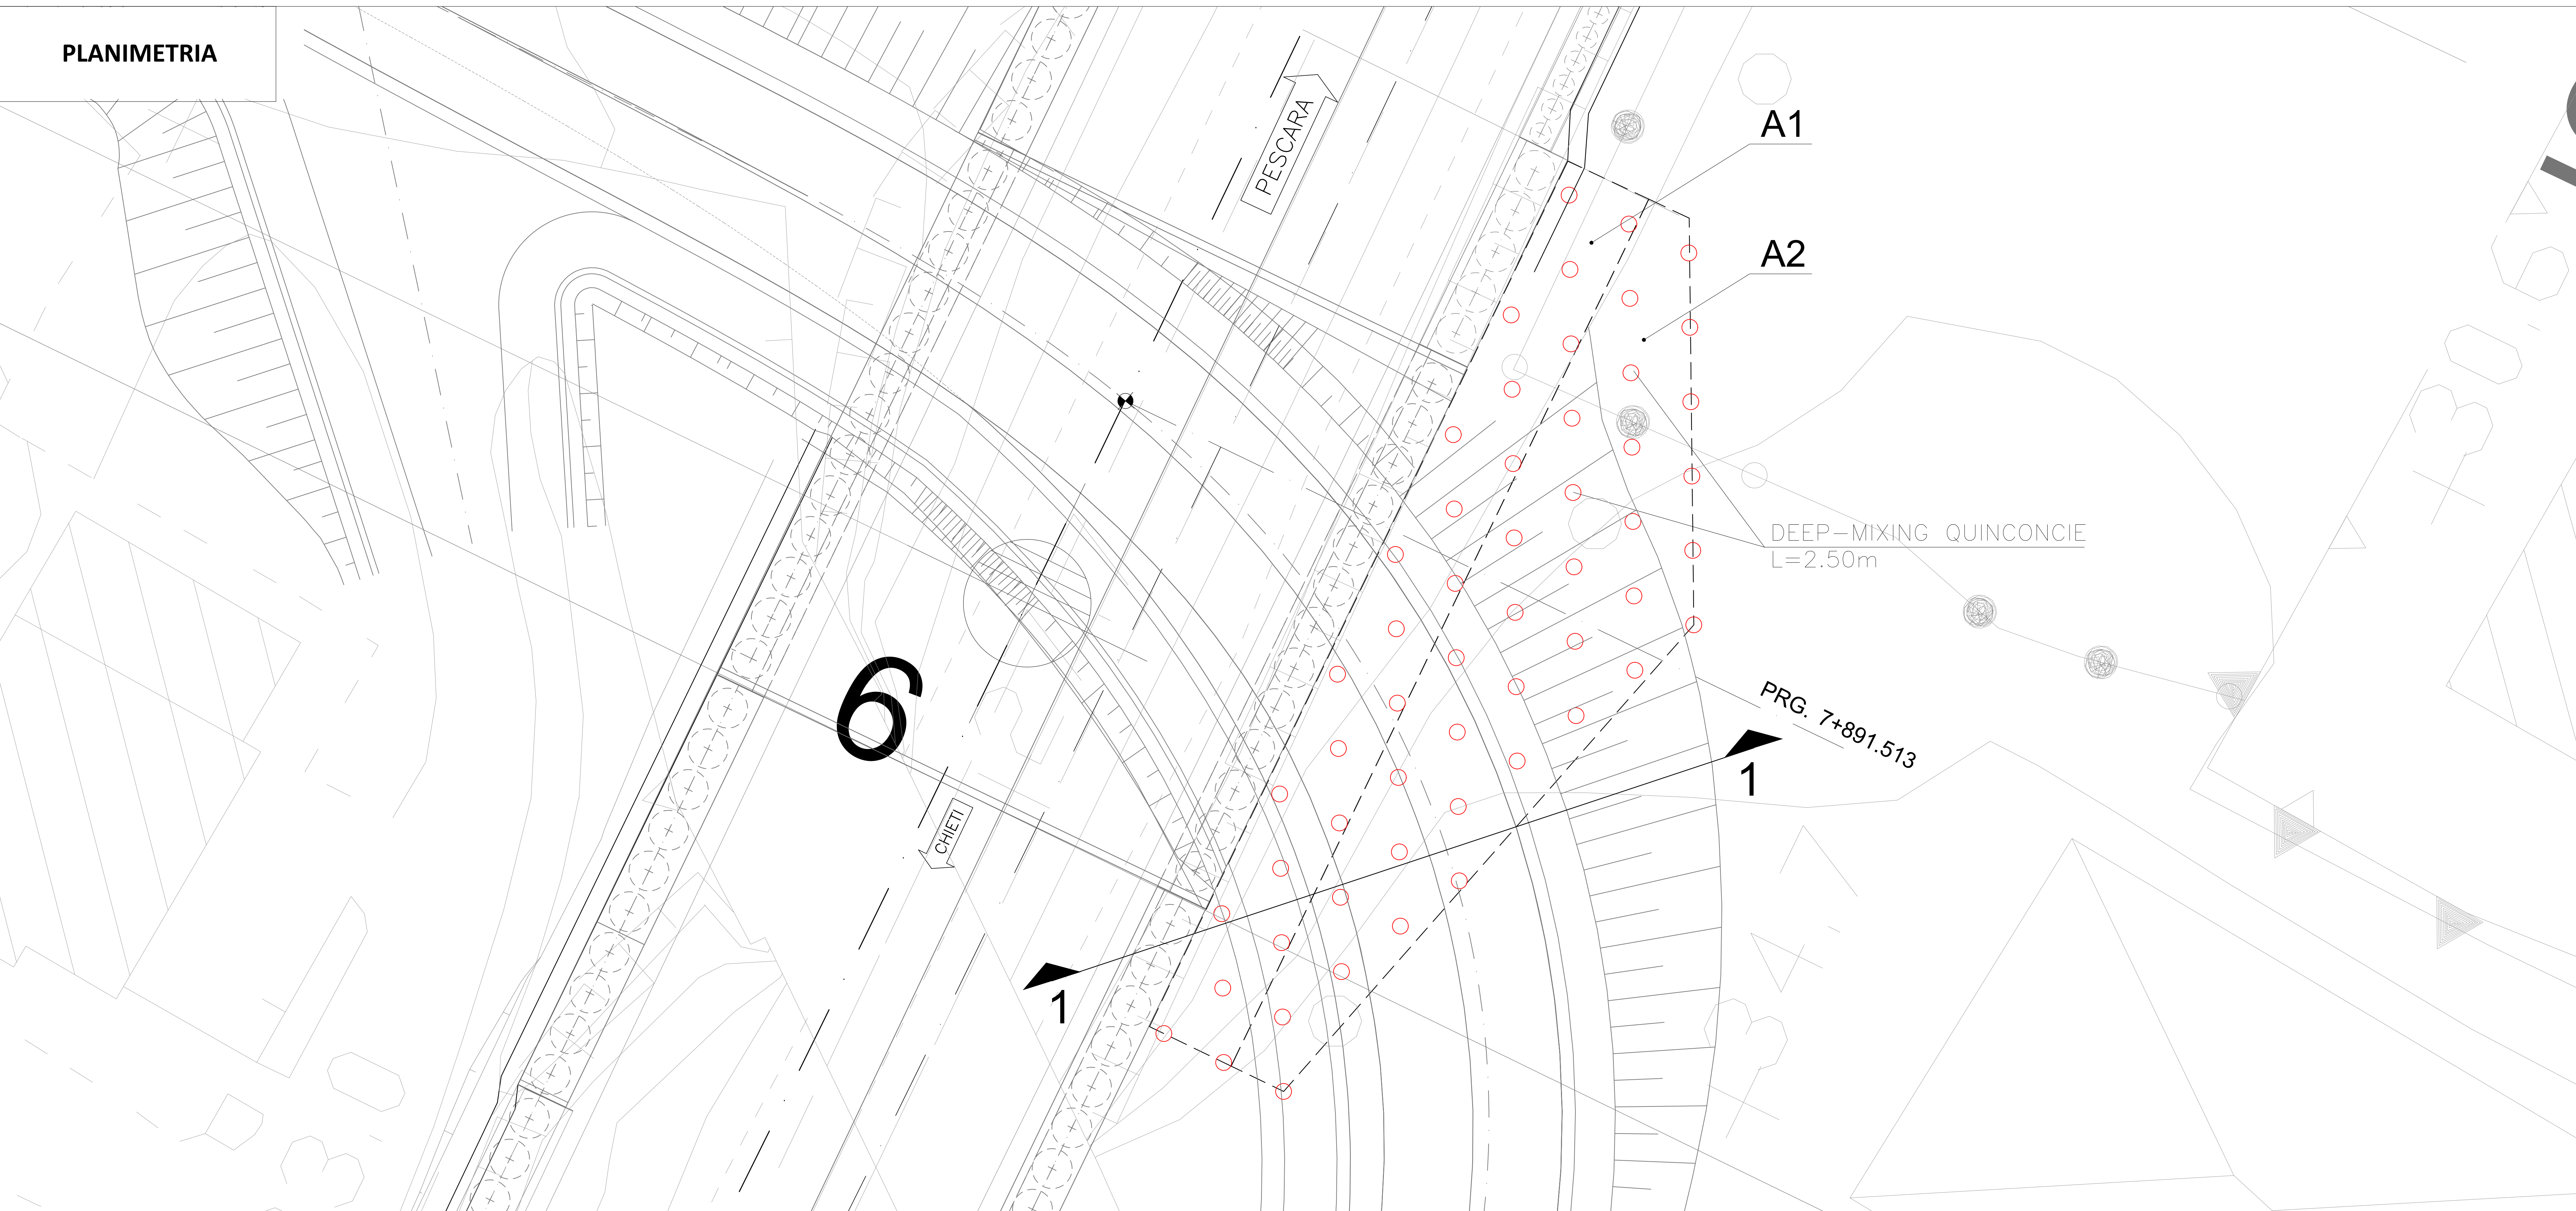 PLANIMETRIA
PESCARA
A1
A2
DEEP-MIXING QUINCONCIE
L=2.50m
6
PRG. 7+891.513
1
CHIETI
1